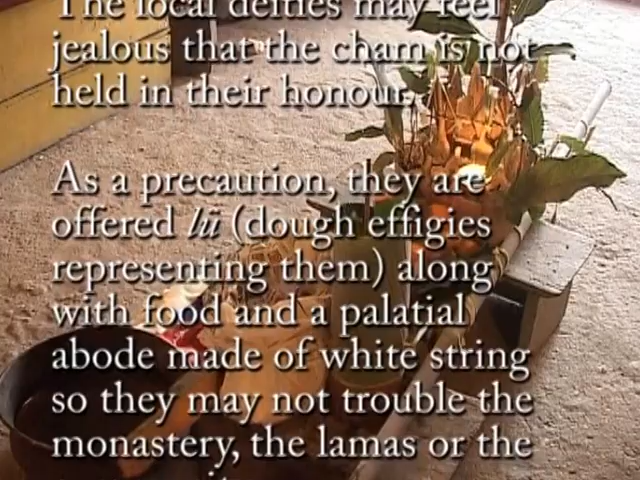 The local deities may feel
jealous that the cham is not
held in their honour.
As a precaution, they are
offered lü (dough effigies
representing them) along
with food and a palatial
abode made of white string
so they may not trouble the
monastery, the lamas or the